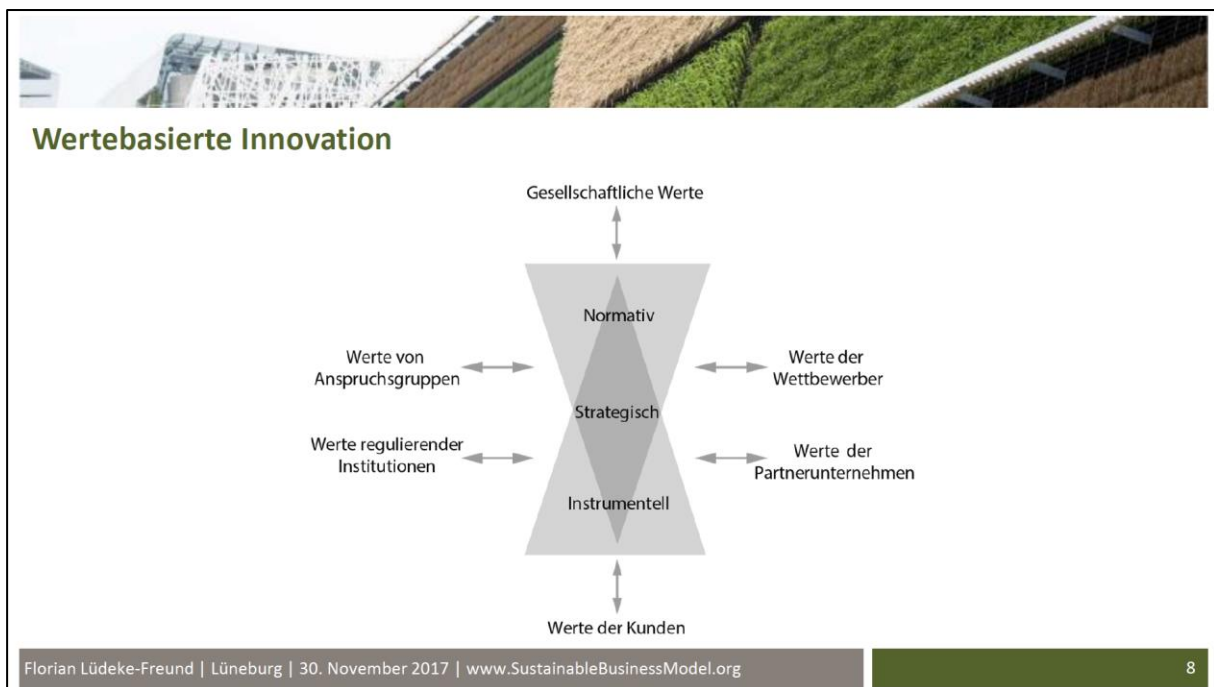 Wertebasierte Innovation
Gesellschaftliche Werte
Normativ
Werte von
Anspruchsgruppen
Werte der
Wettbewerber
Strategisch
Werte regulierender
Institutionen
Werte der
Partnerunternehmen
Instrumentell
Werte der Kunden
Florian Lüdeke-Freund | Lüneburg | 30. November 2017 | www.SustainableBusinessModel.org
8